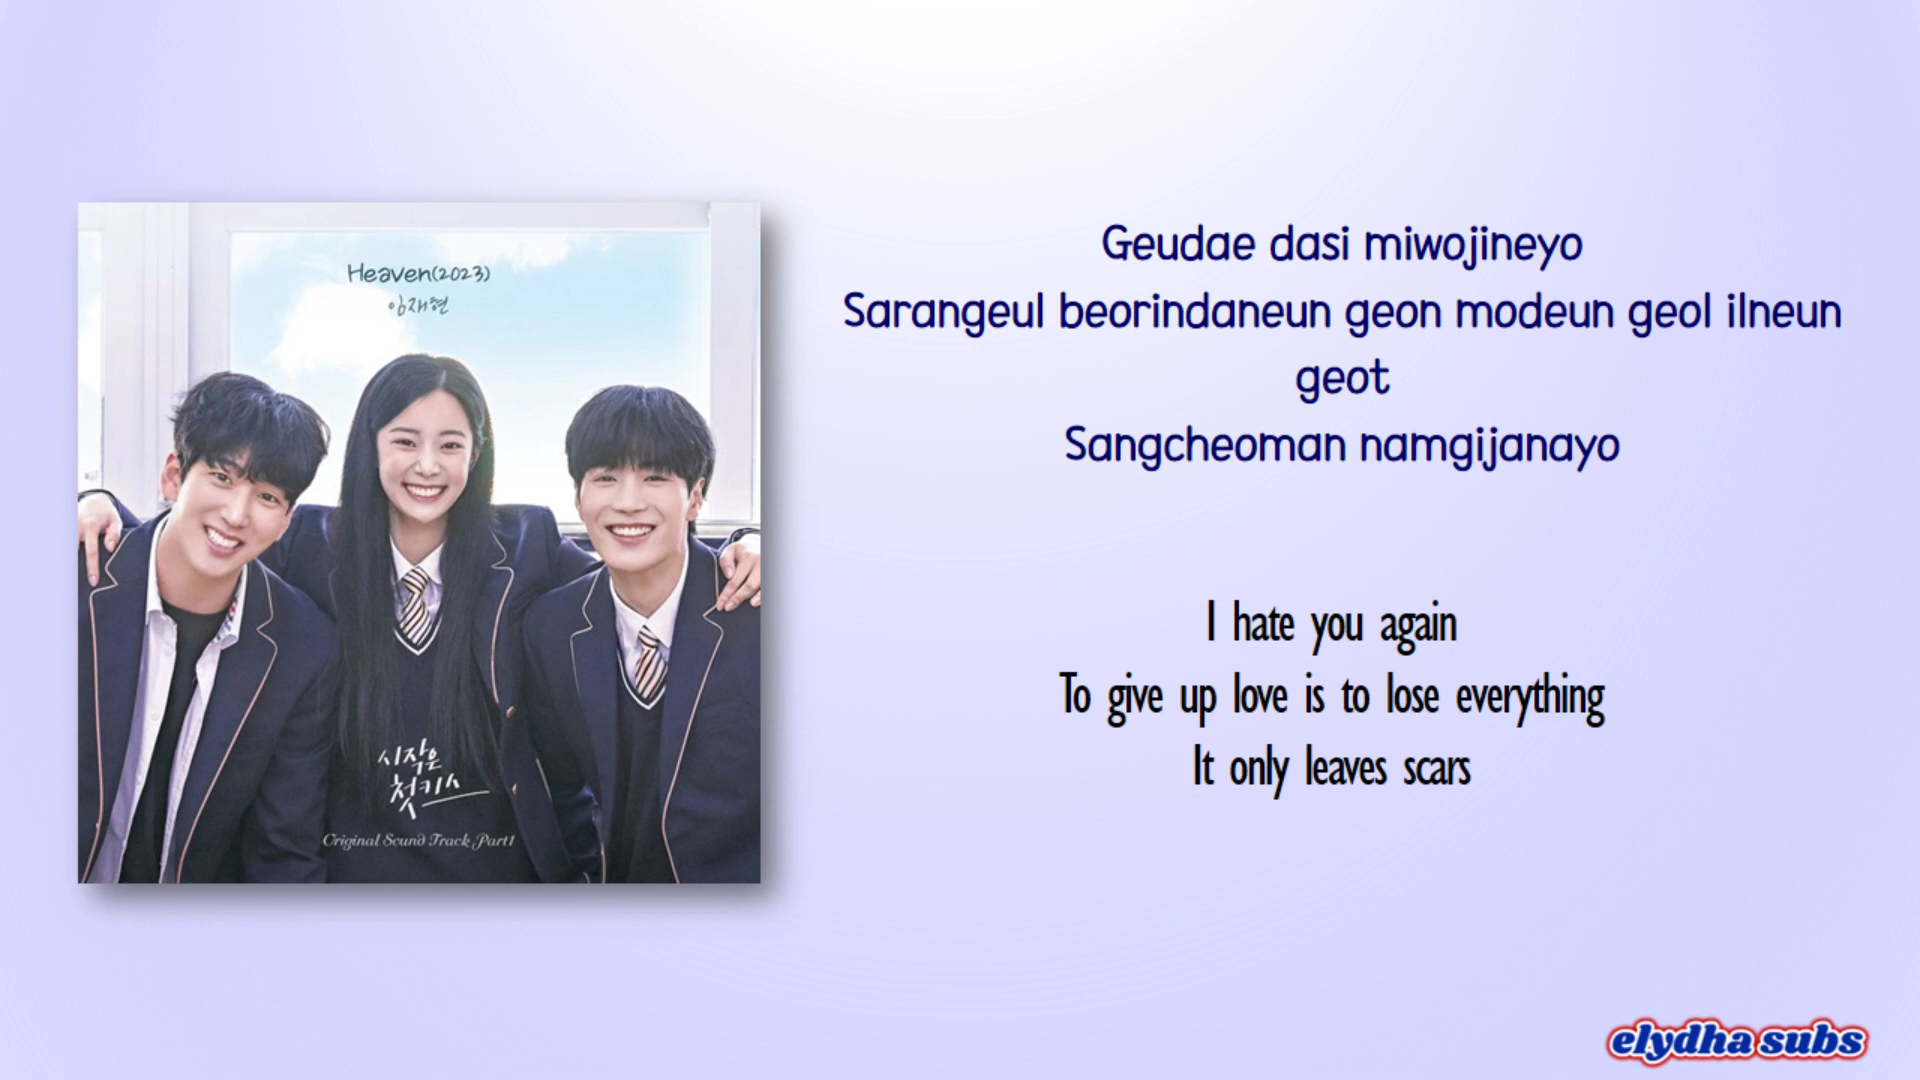 Heaven(2023)
임재현
시작은
첫키스
Original Sound Track Part1
Geudae dasi miwojineyo
Sarangeul beorindaneun geon modeun geol ilneun
geot
Sangcheoman namgijanayo
I hate you again
To give up love is to lose everything
It only leaves scars
elydha subs